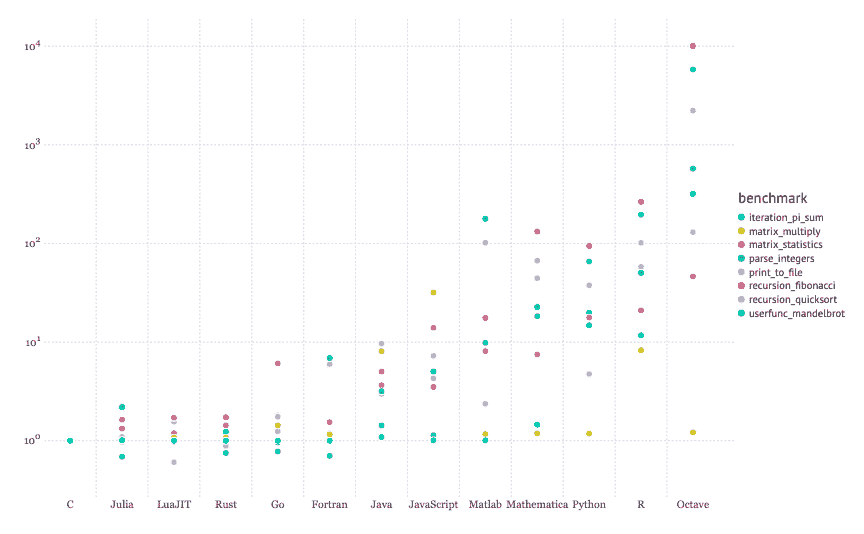 10⁴
10³
10²
10¹
10⁰
C Julia LuaJIT Rust Go Fortran Java JavaScript Matlab Mathematica Python R Octave
benchmark
iteration_pi_sum
matrix_multiply
matrix_statistics
parse_integers
print_to_file
recursion_fibonacci
recursion_quicksort
userfunc_mandelbrot